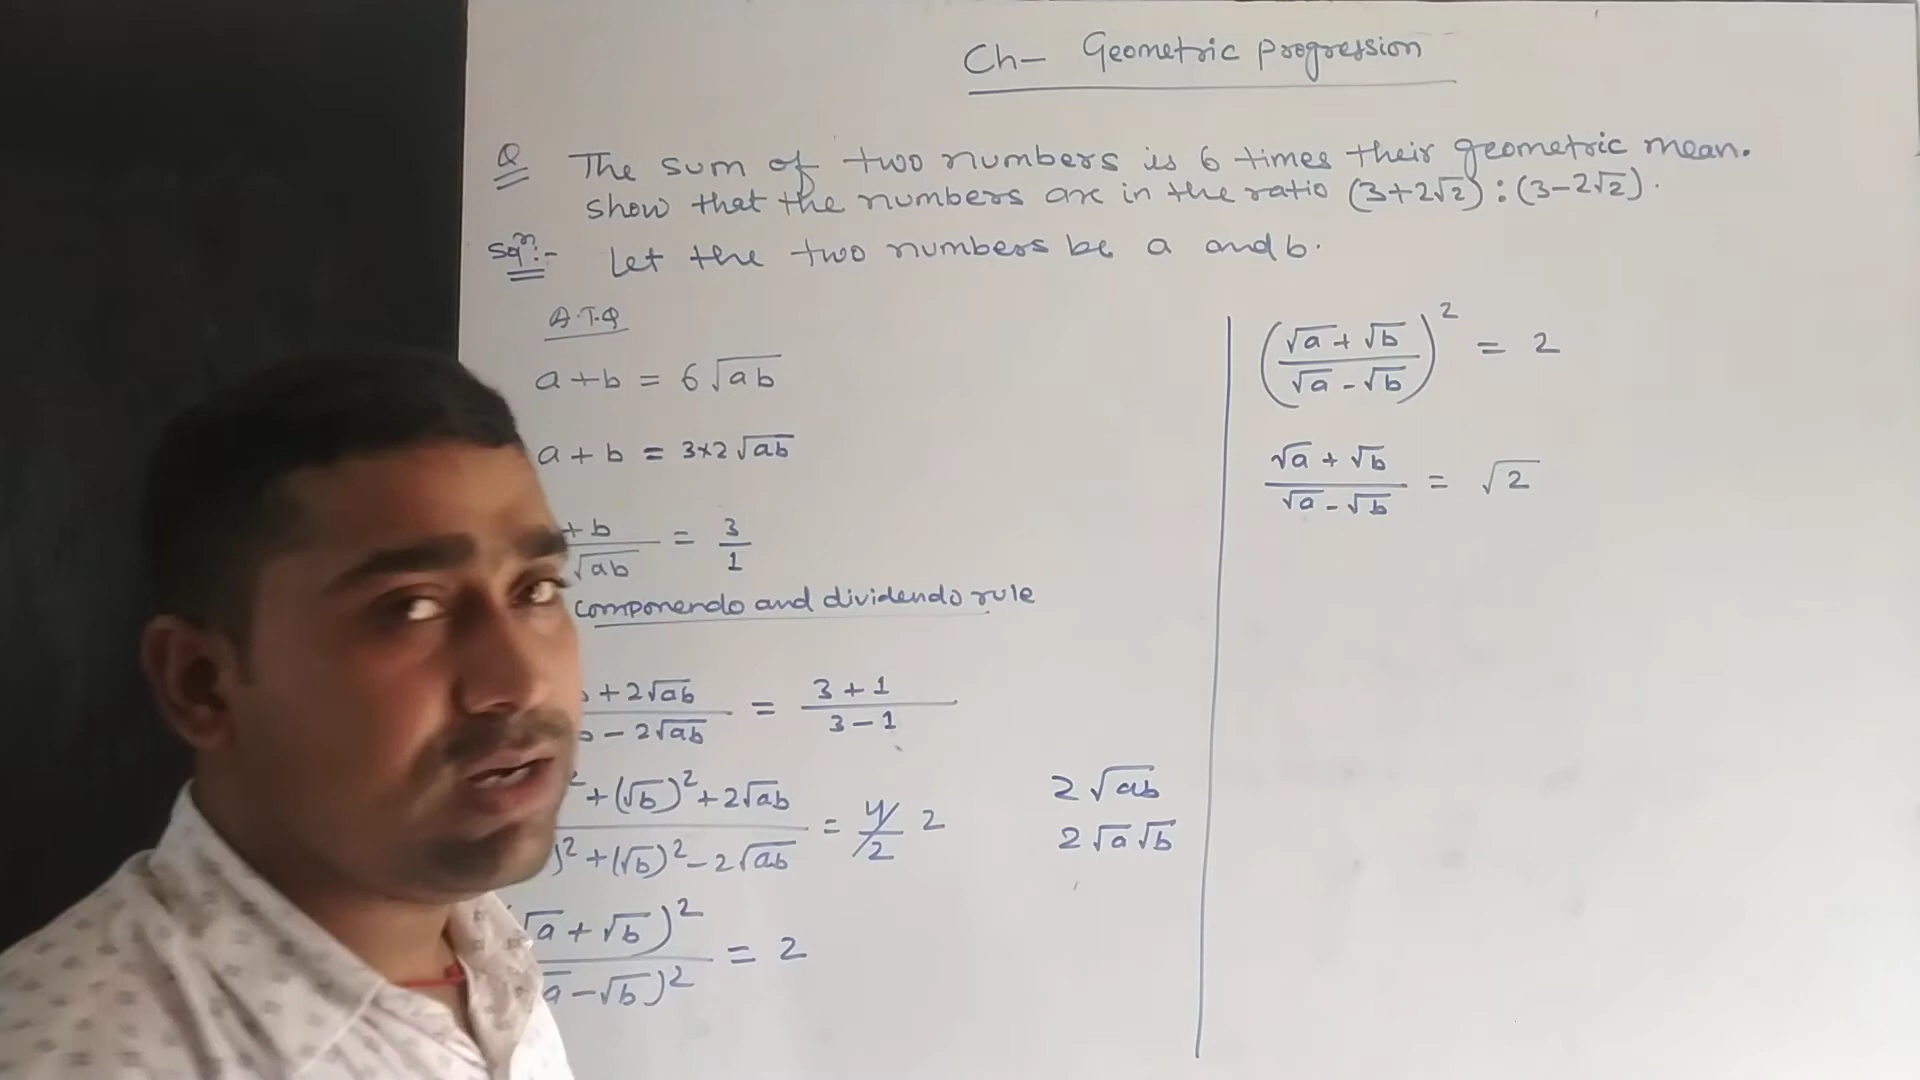 Ch- Geometric progression
Q The sum of two numbers is 6 times their geometric mean.
show that the numbers are in the ratio (3+2√2):(3-2√2).
Solⁿ:- Let the two numbers be a and b.
A.T.Q
a+b = 6√ab
a+b = 3×2√ab
+b/√ab = 3/1
componendo and dividendo rule
+2√ab/-2√ab = 3+1/3-1
²+(√b)²+2√ab/)²+(√b)²-2√ab = 4/2 2
√a+√b)²/a-√b)² = 2
2√ab
2√a√b
(√a+√b/√a-√b)² = 2
√a+√b/√a-√b = √2